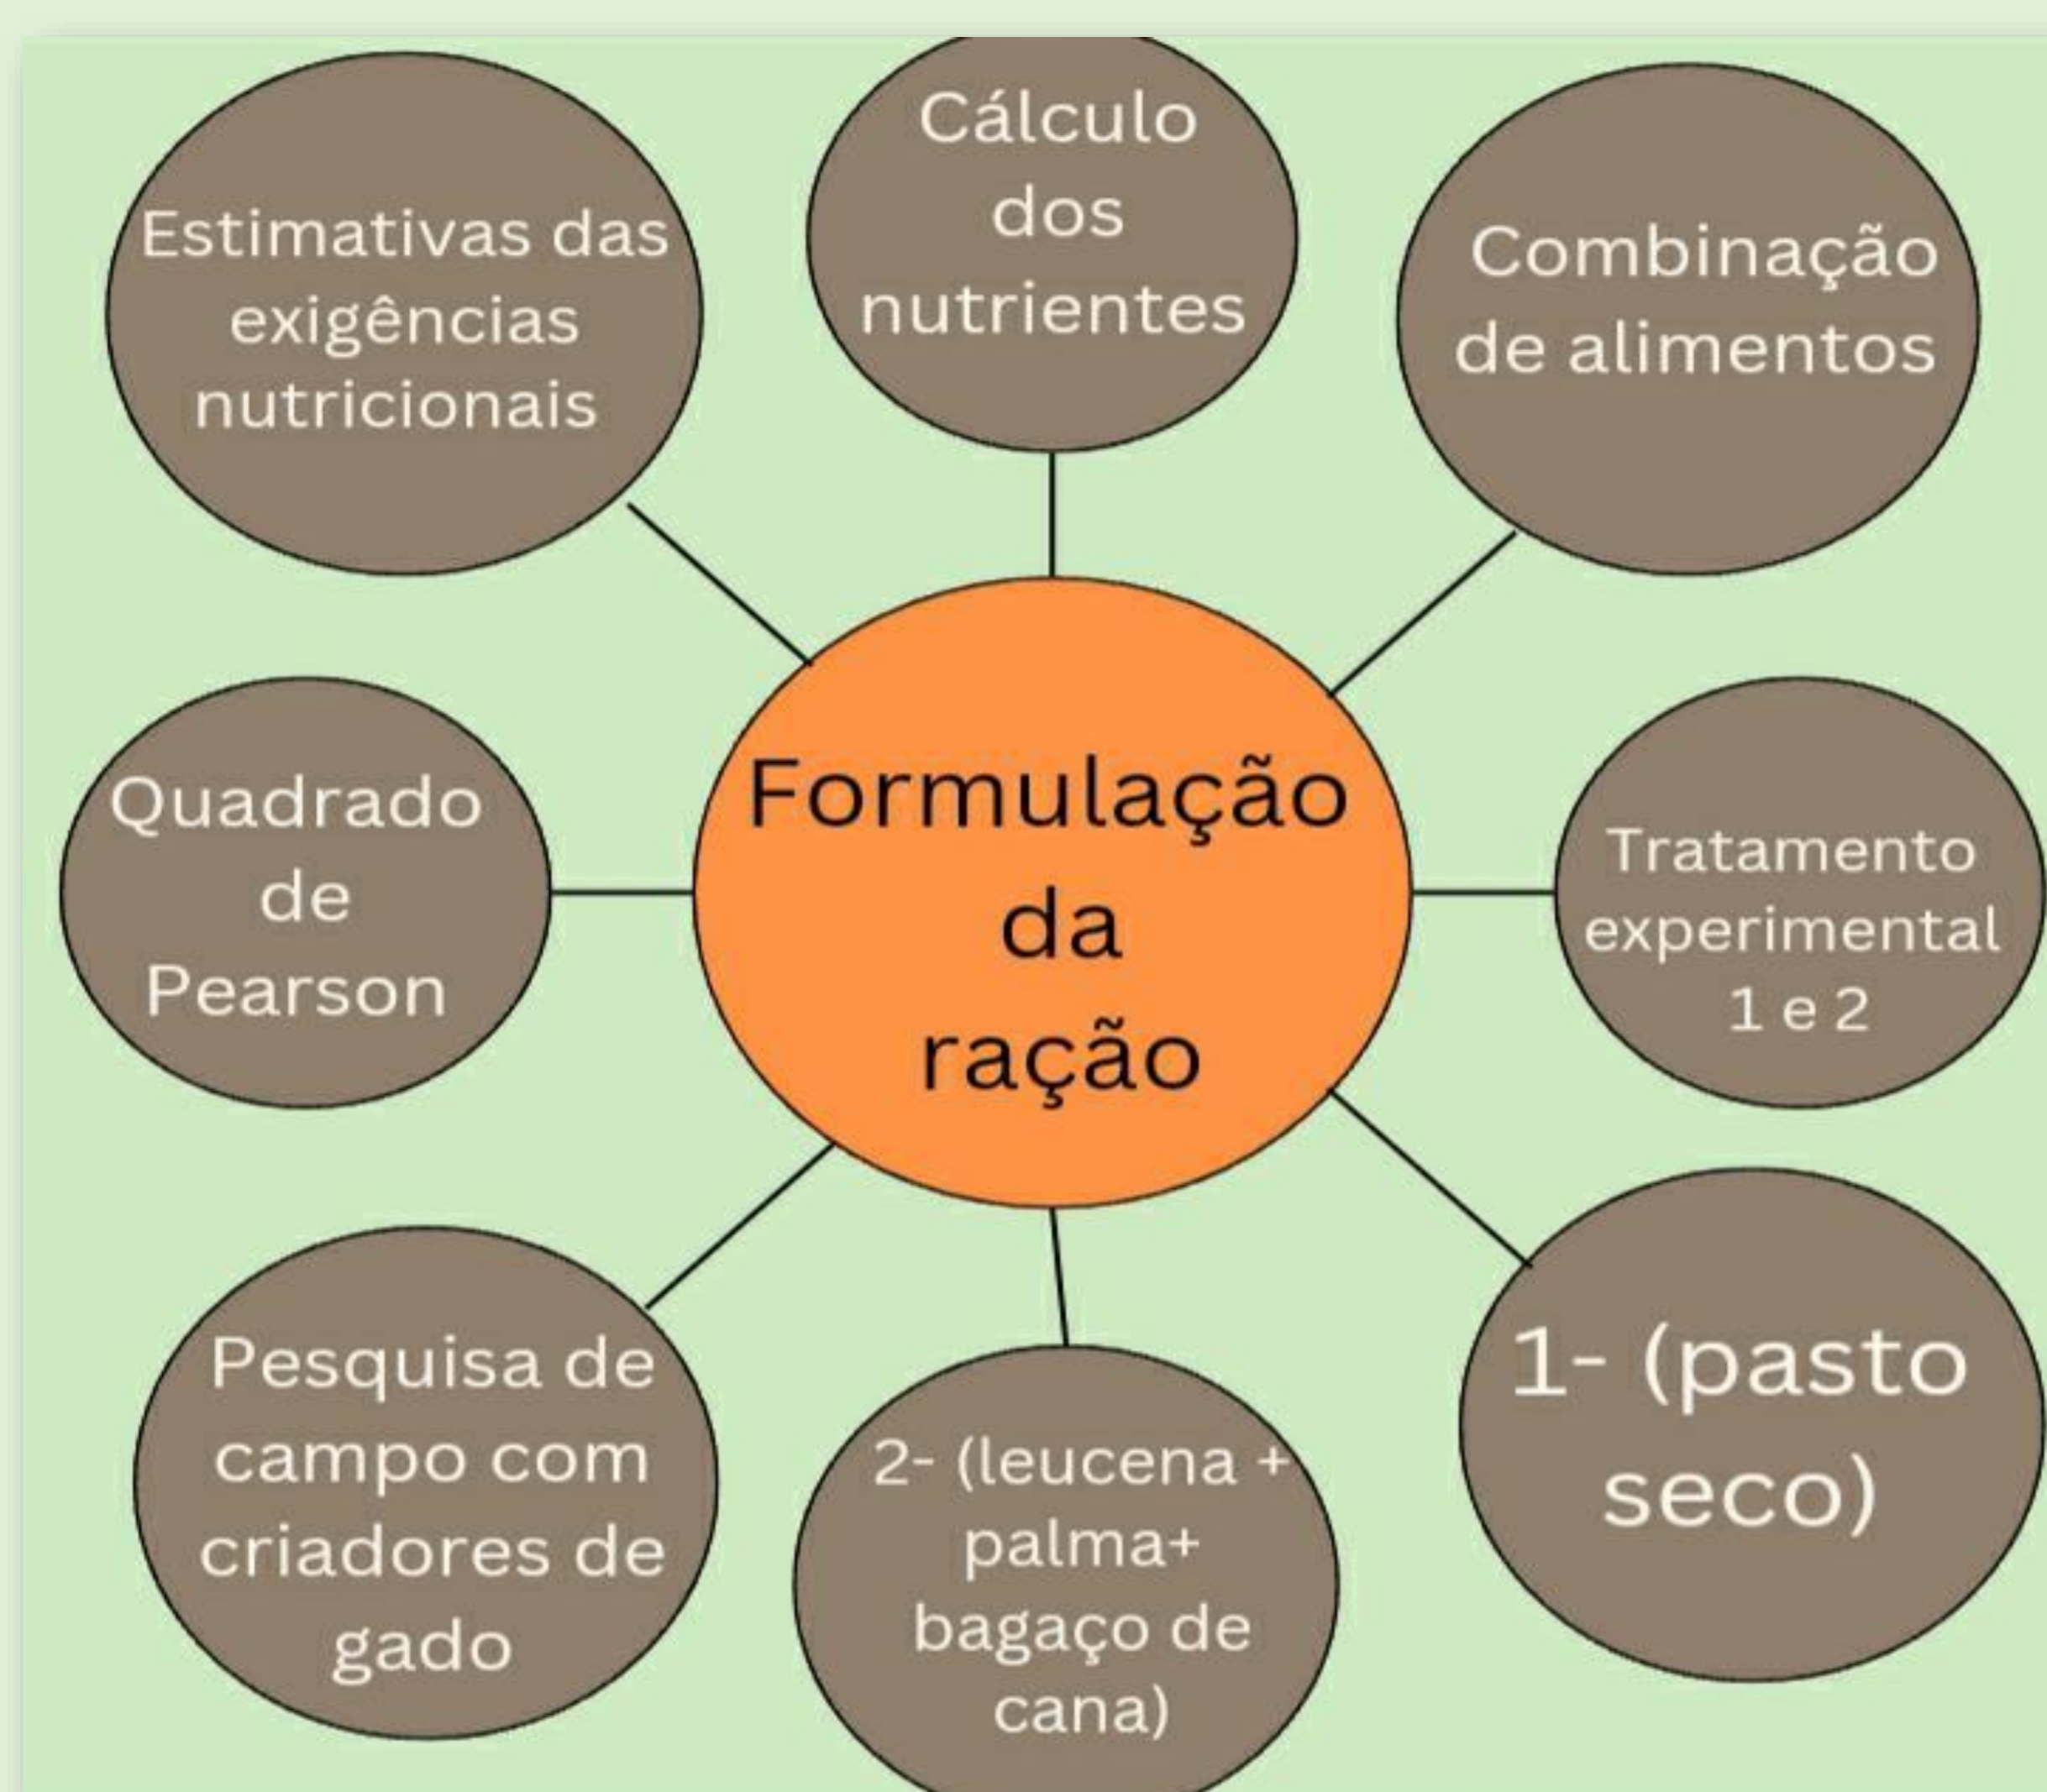 Estimativas das
exigências
nutricionais
Cálculo
dos
nutrientes
Combinação
de alimentos
Quadrado
de
Pearson
Formulação
da
ração
Tratamento
experimental
1 e 2
Pesquisa de
campo com
criadores de
gado
2- (leucena +
palma+
bagaço de
cana)
1- (pasto
seco)